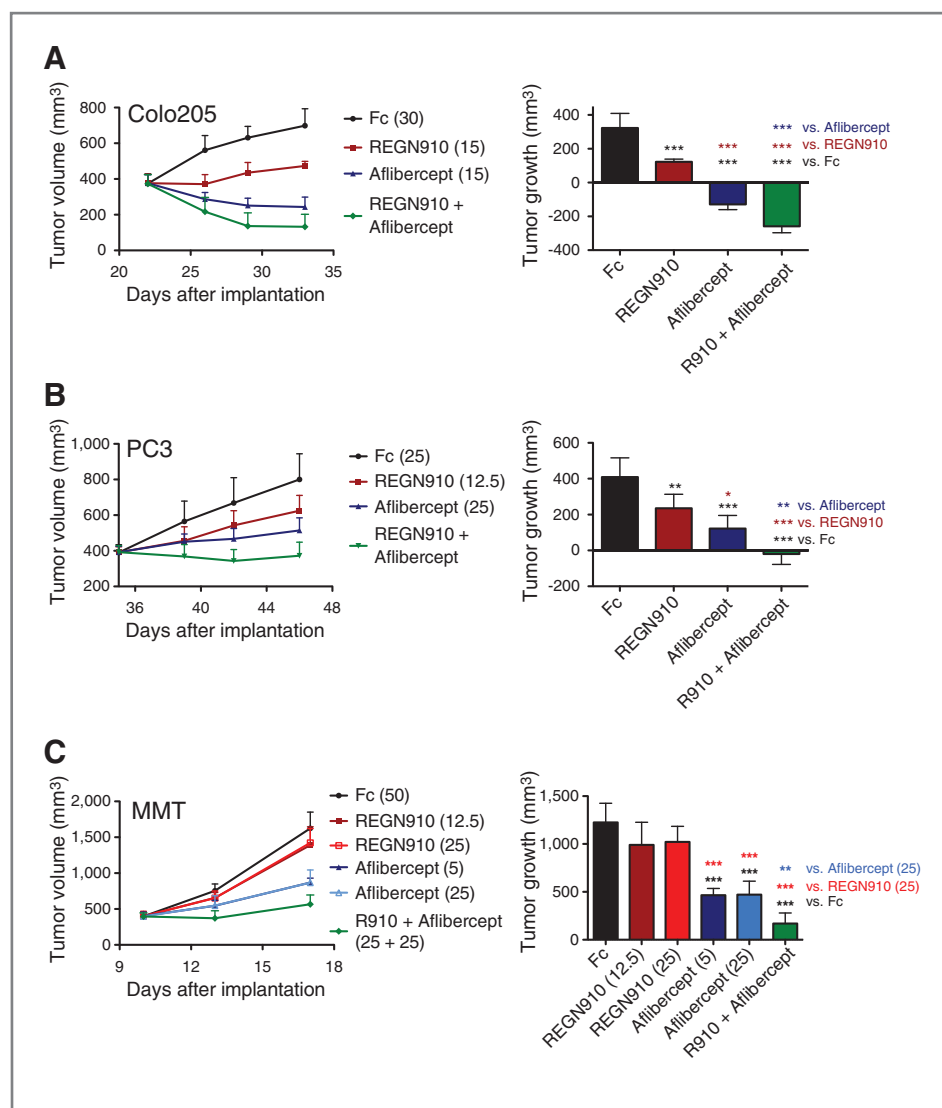 A
Colo205
Tumor volume (mm³)
800
600
400
200
0
20
25
30
35
Days after implantation
Fc (30)
REGN910 (15)
Aflibercept (15)
REGN910 +
Aflibercept
Tumor growth (mm³)
400
200
0
-200
-400
***
***
***
*** vs. Aflibercept
*** vs. REGN910
*** vs. Fc
Fc
REGN910
Aflibercept
R910 + Aflibercept
B
PC3
Tumor volume (mm³)
1,000
800
600
400
200
36
40
44
48
Days after implantation
Fc (25)
REGN910 (12.5)
Aflibercept (25)
REGN910 +
Aflibercept
Tumor growth (mm³)
600
400
200
0
-200
**
*
***
** vs. Aflibercept
*** vs. REGN910
*** vs. Fc
Fc
REGN910
Aflibercept
R910 + Aflibercept
C
MMT
Tumor volume (mm³)
2,000
1,500
1,000
500
0
9
12
15
18
Days after implantation
Fc (50)
REGN910 (12.5)
REGN910 (25)
Aflibercept (5)
Aflibercept (25)
R910 + Aflibercept
(25 + 25)
Tumor growth (mm³)
1,500
1,000
500
0
***
***
***
***
** vs. Aflibercept (25)
*** vs. REGN910 (25)
*** vs. Fc
Fc
REGN910 (12.5)
REGN910 (25)
Aflibercept (5)
Aflibercept (25)
R910 + Aflibercept